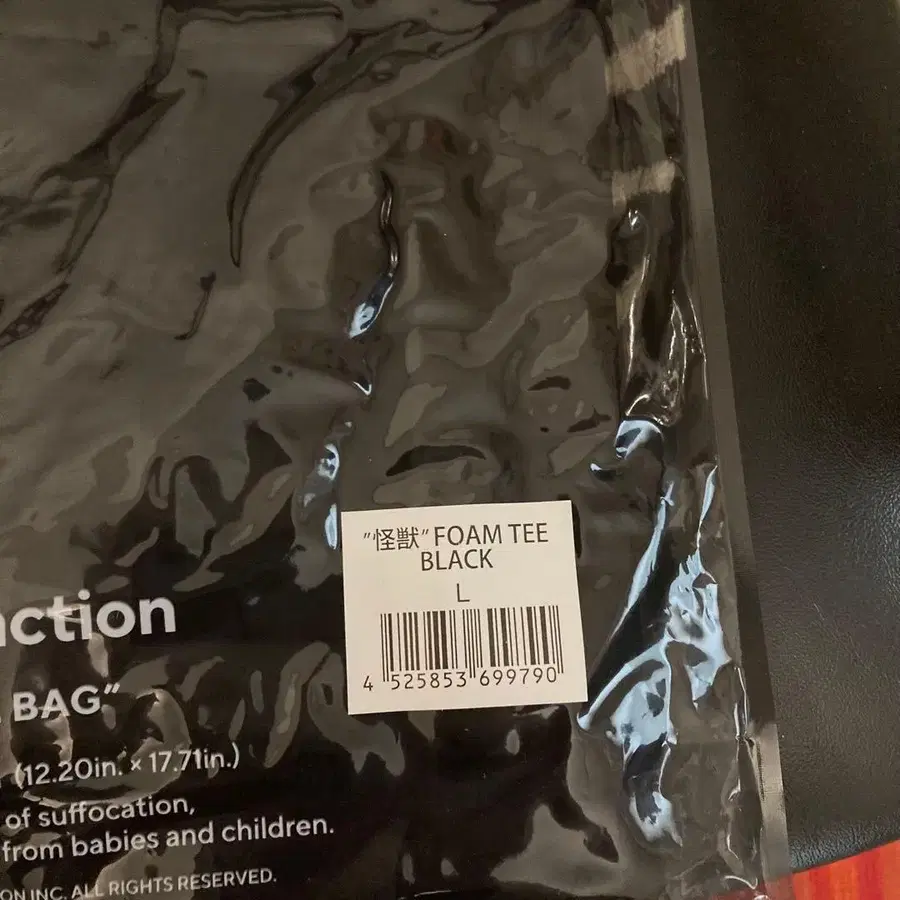 "怪獣"FOAM TEE
BLACK
L
4 525853 699790
ction
BAG"
(12.20in. × 17.71in.)
of suffocation,
from babies and children.
ON INC. ALL RIGHTS RESERVED.